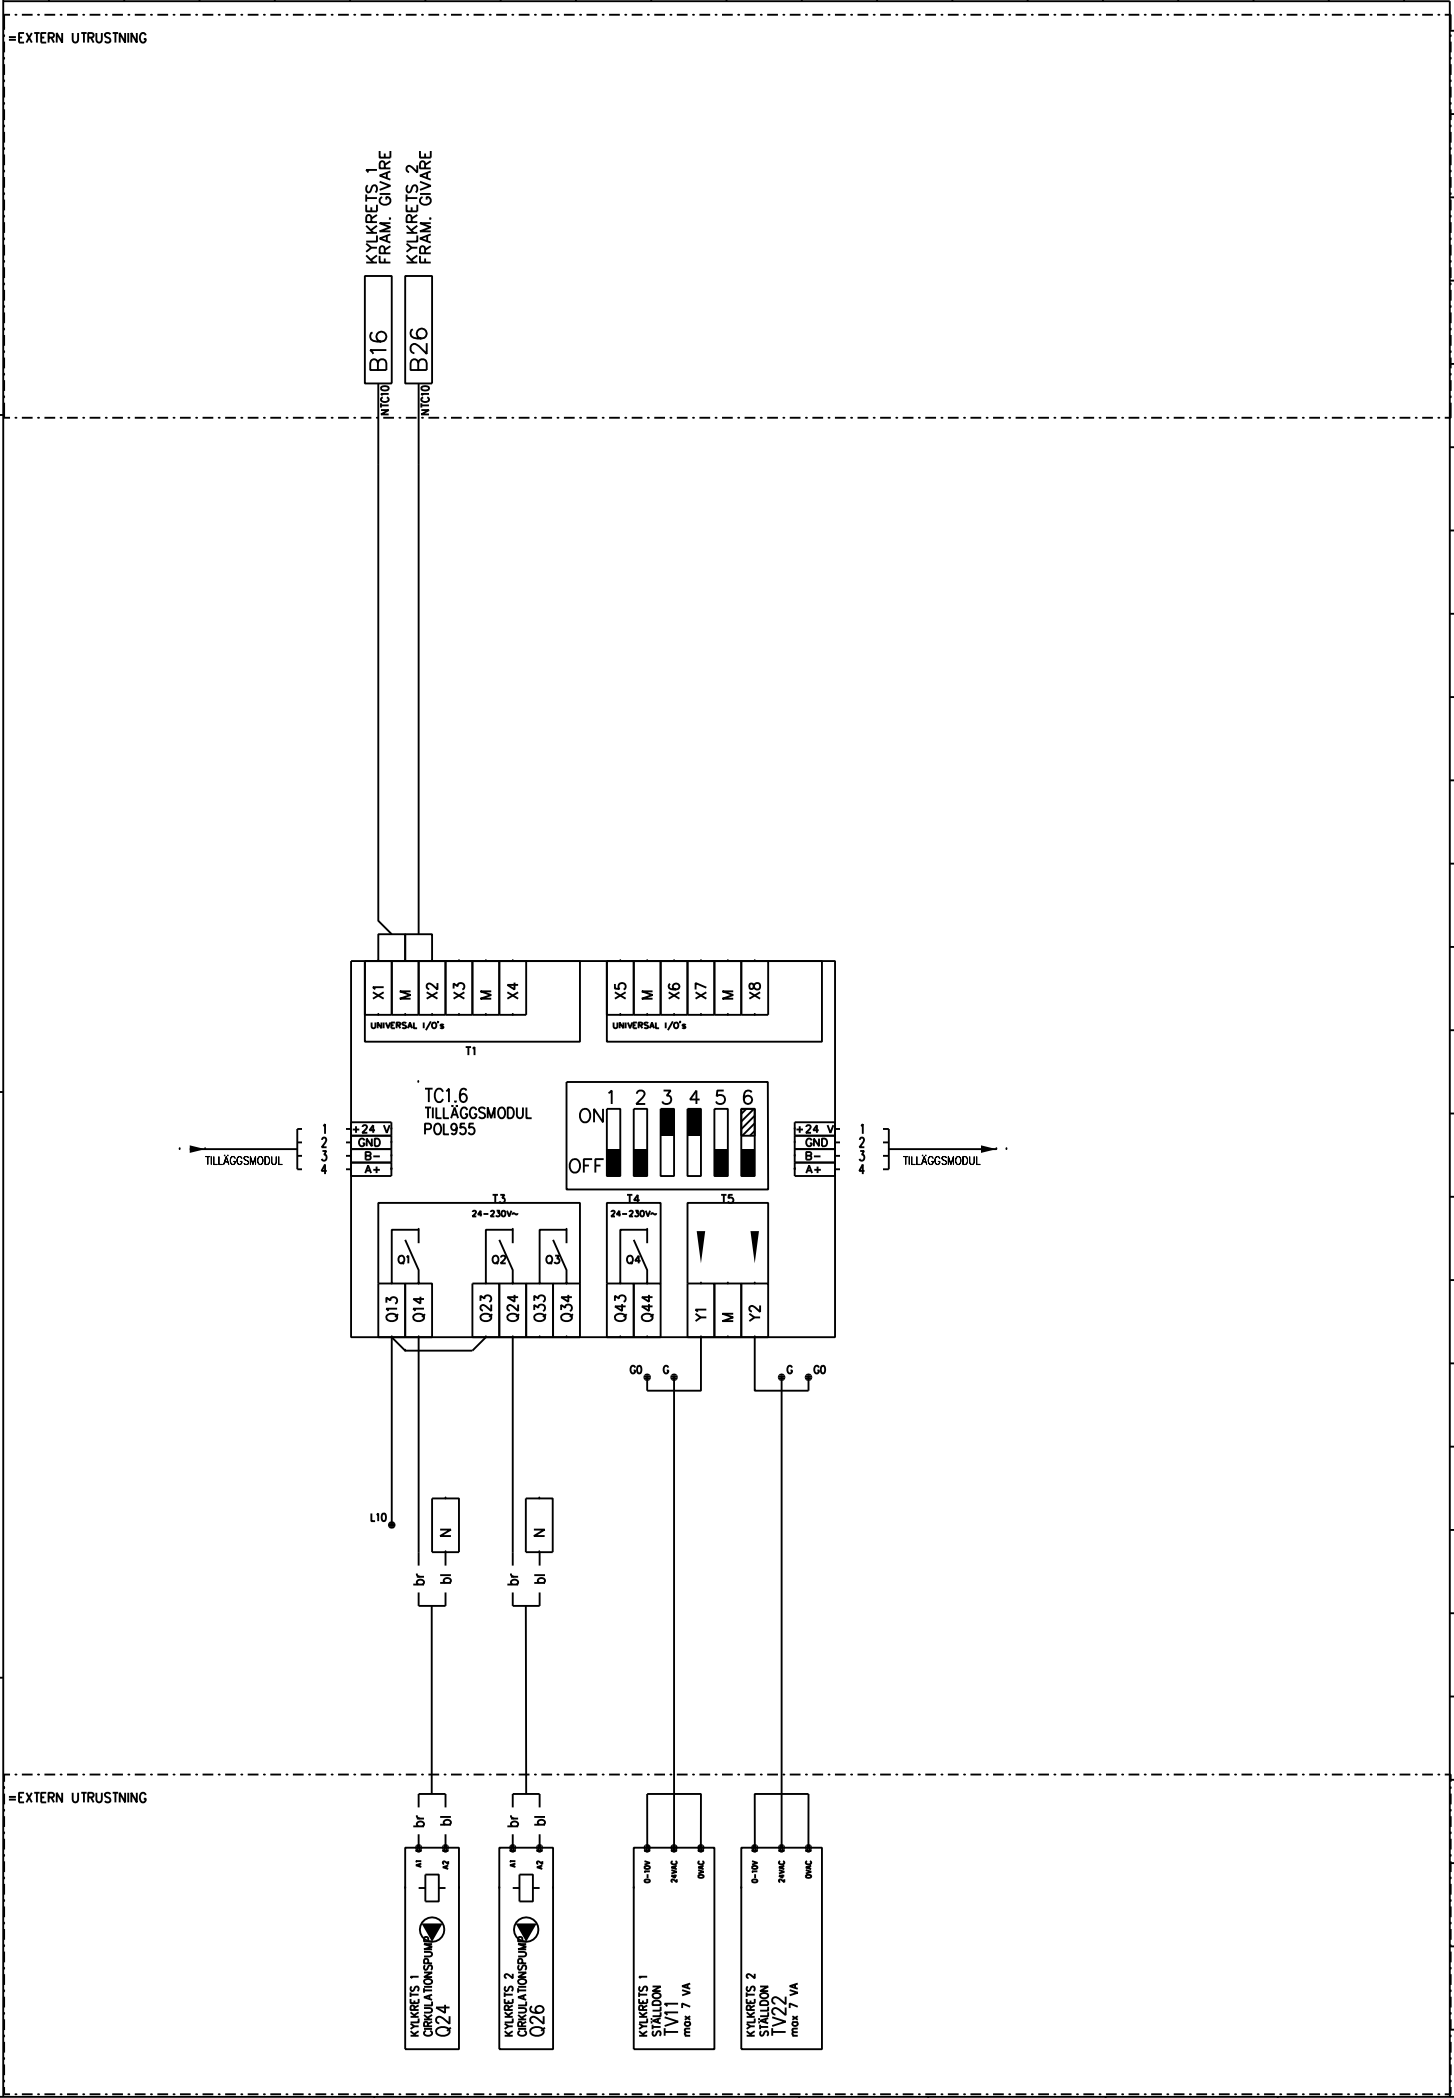 =EXTERN UTRUSTNING
KYLKRETS 1
FRAM. GIVARE
KYLKRETS 2
FRAM. GIVARE
B16
B26
NTC10
NTC10
X1 M X2 X3 M X4
X5 M X6 X7 M X8
UNIVERSAL I/O's
UNIVERSAL I/O's
T1
TC1.6
TILLÄGGSMODUL
POL955
1 2 3 4 5 6
ON
OFF
1 +24 V
2 GND
3 B-
4 A+
TILLÄGGSMODUL
+24 V 1
GND 2
B- 3
A+ 4
TILLÄGGSMODUL
T3
24-230V~
T4
24-230V~
T5
Q1
Q2
Q3
Q4
Q13 Q14 Q23 Q24 Q33 Q34
Q43 Q44
Y1 M Y2
G0 G
G G0
L10
N
N
br bl
br bl
=EXTERN UTRUSTNING
br bl
br bl
A1 A2
A1 A2
0-10V 24VAC 0VAC
0-10V 24VAC 0VAC
KYLKRETS 1
CIRKULATIONSPUMP
Q24
KYLKRETS 2
CIRKULATIONSPUMP
Q26
KYLKRETS 1
STÄLLDON
TV11
max 7 VA
KYLKRETS 2
STÄLLDON
TV22
max 7 VA